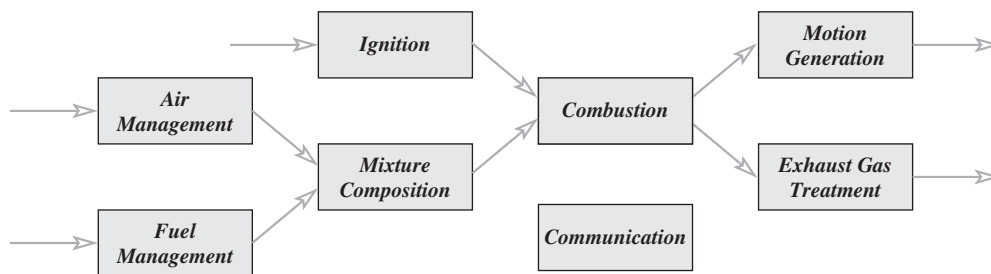 Ignition
Motion
Generation
Air
Management
Combustion
Mixture
Composition
Exhaust Gas
Treatment
Fuel
Management
Communication